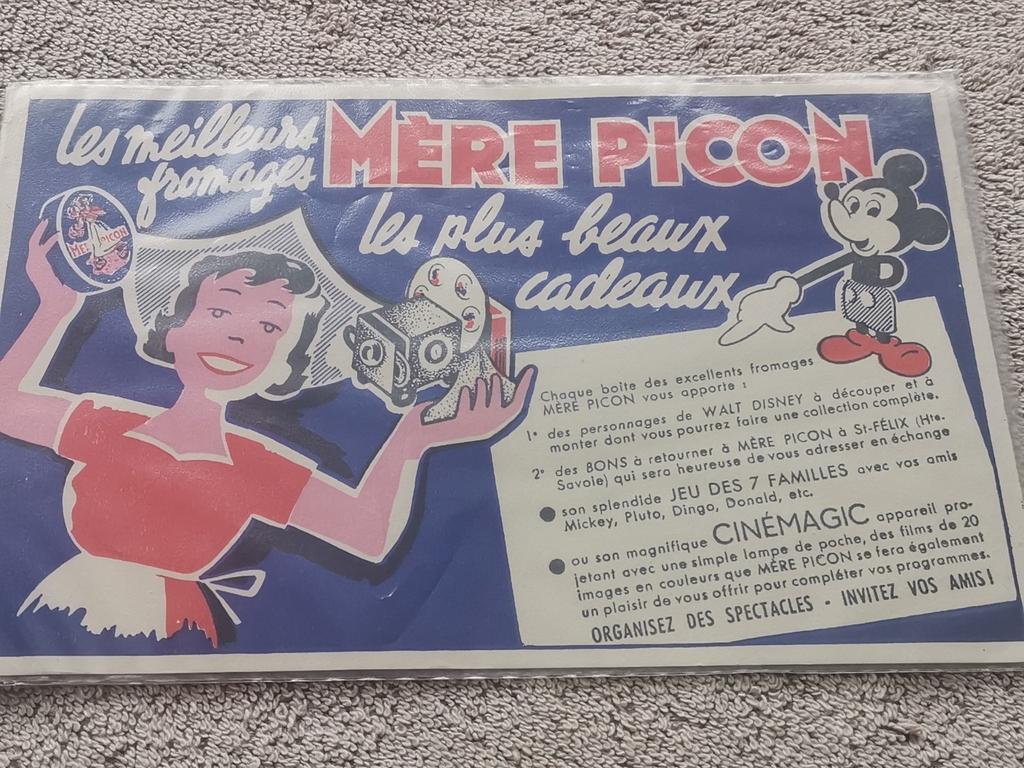 Les meilleurs
fromages
MÈRE PICON
les plus beaux
cadeaux
PICON
Chaque boîte des excellents fromages
MÈRE PICON vous apporte :
1° des personnages de WALT DISNEY à découper et à
monter dont vous pourrez faire une collection complète.
2° des BONS à retourner à MÈRE PICON à St-FÉLIX (Hte.
Savoie) qui sera heureuse de vous adresser en échange
● son splendide JEU DES 7 FAMILLES avec vos amis
Mickey, Pluto, Dingo, Donald, etc.
● ou son magnifique CINÉMAGIC appareil pro-
jetant avec une simple lampe de poche, des films de 20
images en couleurs que MÈRE PICON se fera également
un plaisir de vous offrir pour compléter vos programmes.
ORGANISEZ DES SPECTACLES - INVITEZ VOS AMIS !